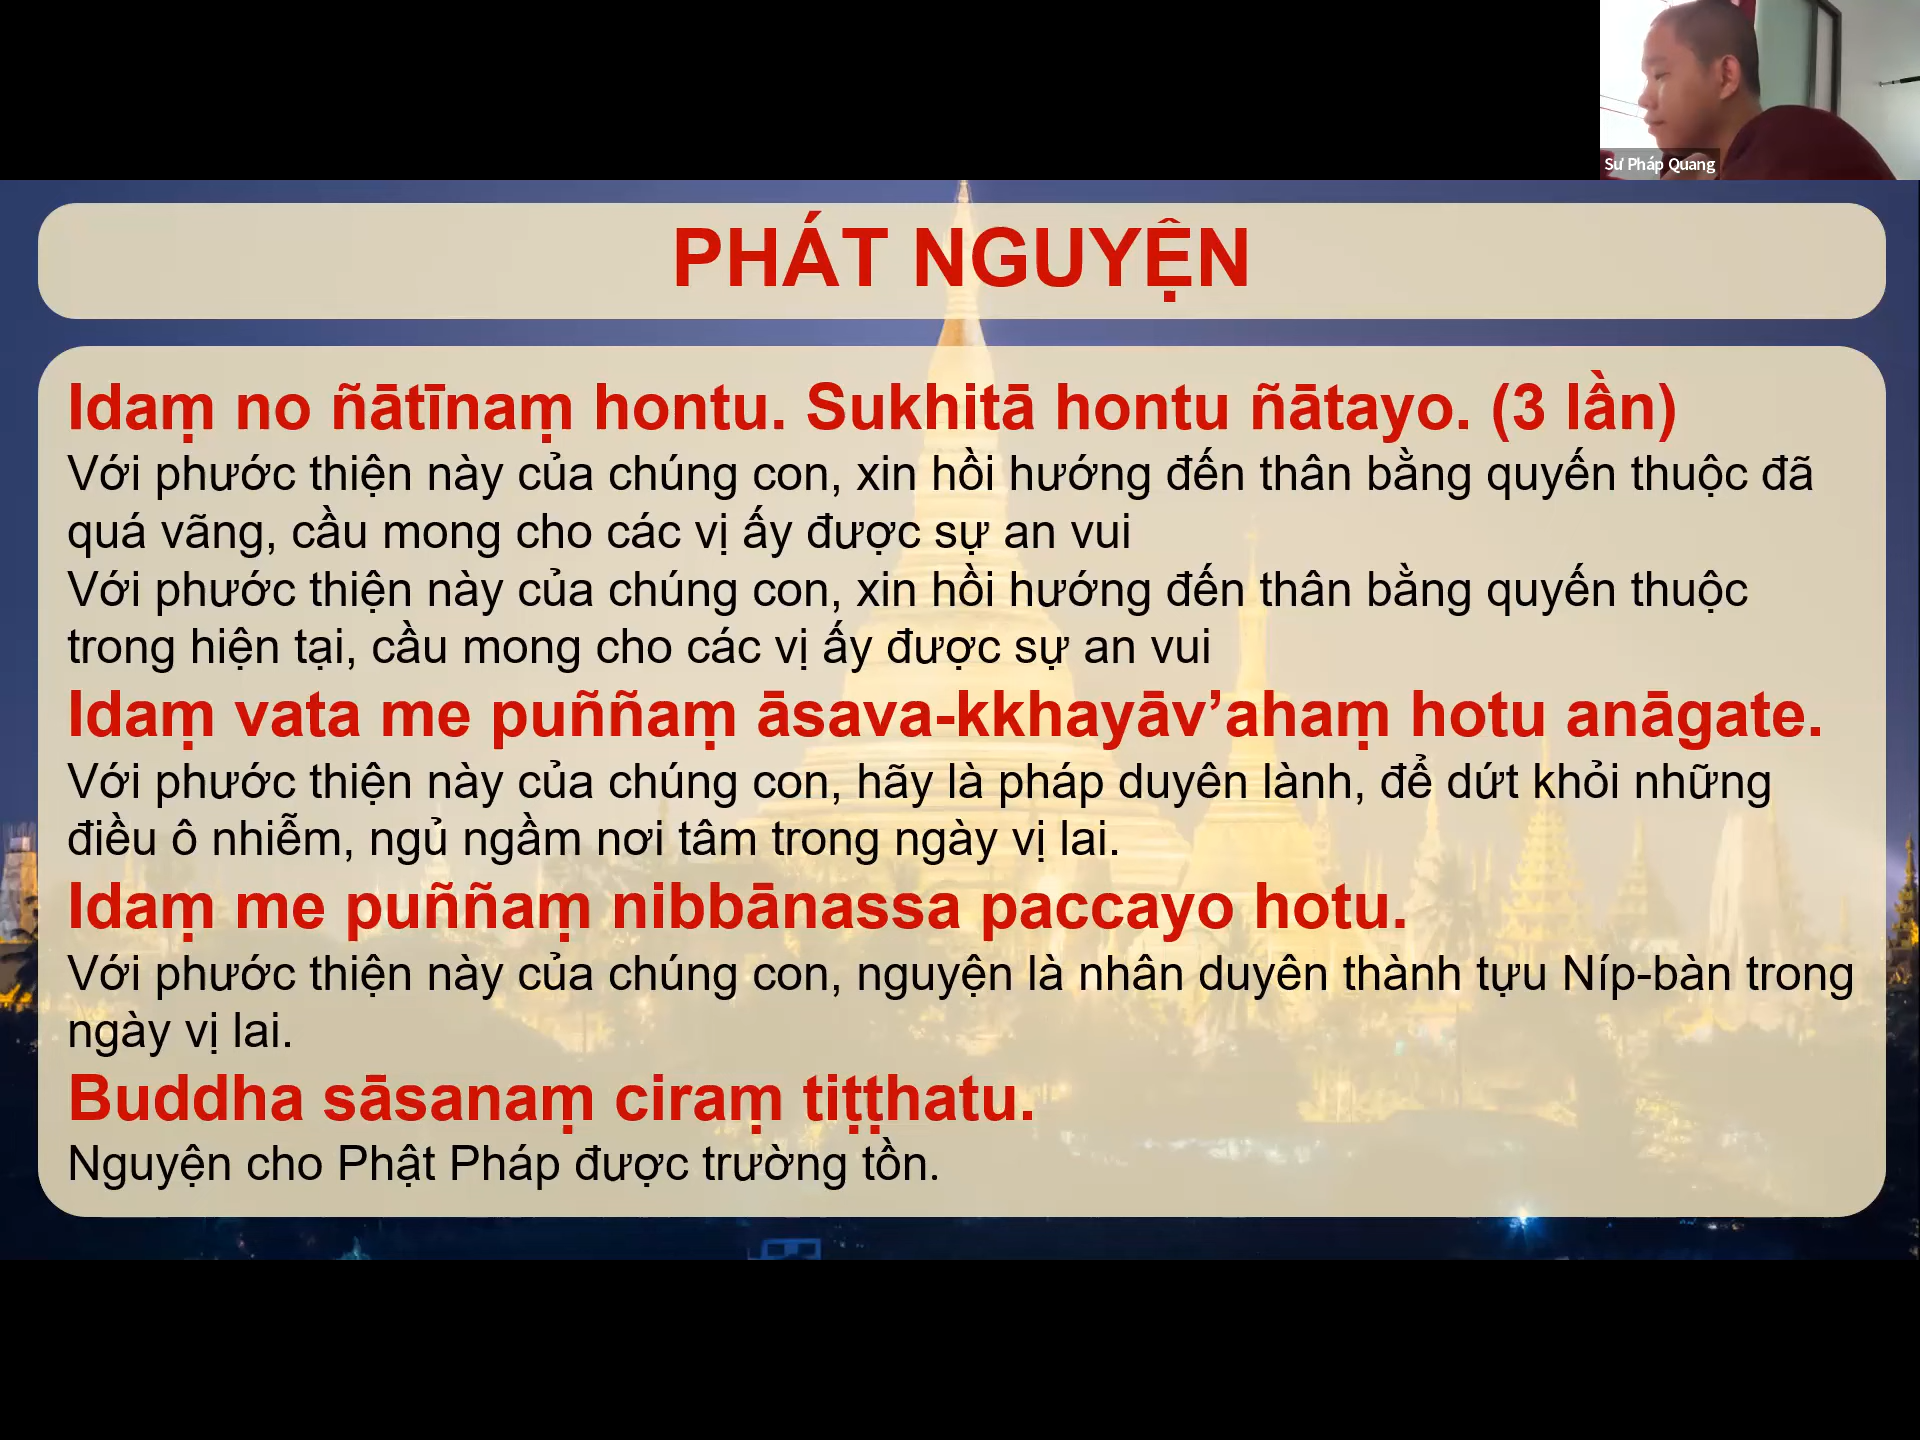 Sư Pháp Quang
PHÁT NGUYỆN
Idaṃ no ñātīnaṃ hontu. Sukhitā hontu ñātayo. (3 lần)
Với phước thiện này của chúng con, xin hồi hướng đến thân bằng quyến thuộc đã
quá vãng, cầu mong cho các vị ấy được sự an vui
Với phước thiện này của chúng con, xin hồi hướng đến thân bằng quyến thuộc
trong hiện tại, cầu mong cho các vị ấy được sự an vui
Idaṃ vata me puññaṃ āsava-kkhayāv’ahaṃ hotu anāgate.
Với phước thiện này của chúng con, hãy là pháp duyên lành, để dứt khỏi những
điều ô nhiễm, ngủ ngầm nơi tâm trong ngày vị lai.
Idaṃ me puññaṃ nibbānassa paccayo hotu.
Với phước thiện này của chúng con, nguyện là nhân duyên thành tựu Níp-bàn trong
ngày vị lai.
Buddha sāsanaṃ ciraṃ tiṭṭhatu.
Nguyện cho Phật Pháp được trường tồn.